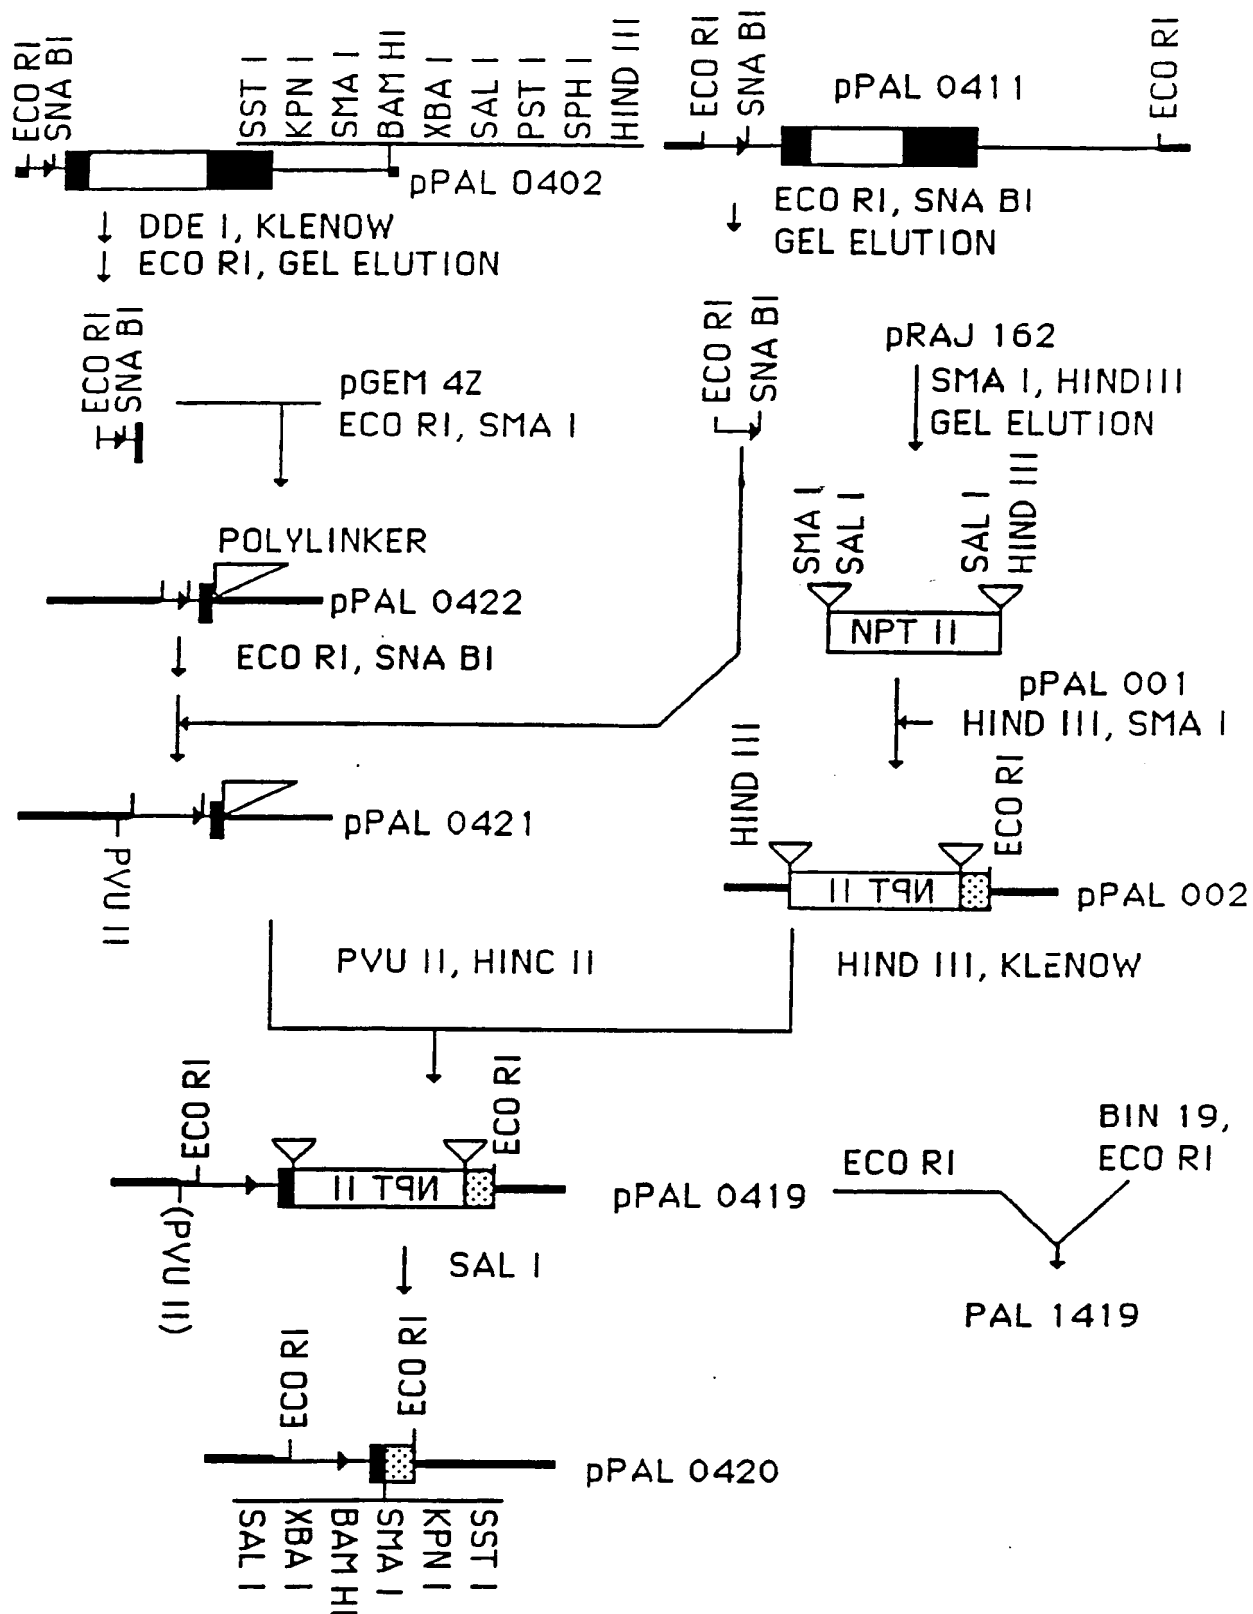 ECO RI
SNA BI
SST I
KPN I
SMA I
BAM HI
XBA I
SAL I
PST I
SPH I
HIND III
pPAL 0402
ECO RI
SNA BI
pPAL 0411
ECO RI
DDE I, KLENOW
ECO RI, GEL ELUTION
ECO RI, SNA BI
GEL ELUTION
ECO RI
SNA BI
pGEM 4Z
ECO RI, SMA I
ECO RI
SNA BI
pRAJ 162
SMA I, HINDIII
GEL ELUTION
SMA I
SAL I
SAL I
HIND III
NPT II
POLYLINKER
pPAL 0422
ECO RI, SNA BI
pPAL 001
HIND III, SMA I
pPAL 0421
PVU II
HIND III
ECO RI
NPT II
pPAL 002
PVU II, HINC II
HIND III, KLENOW
ECO RI
ECO RI
NPT II
(PVU II)
pPAL 0419
ECO RI
BIN 19,
ECO RI
PAL 1419
SAL I
ECO RI
ECO RI
pPAL 0420
SAL I
XBA I
BAM HI
SMA I
KPN I
SST I